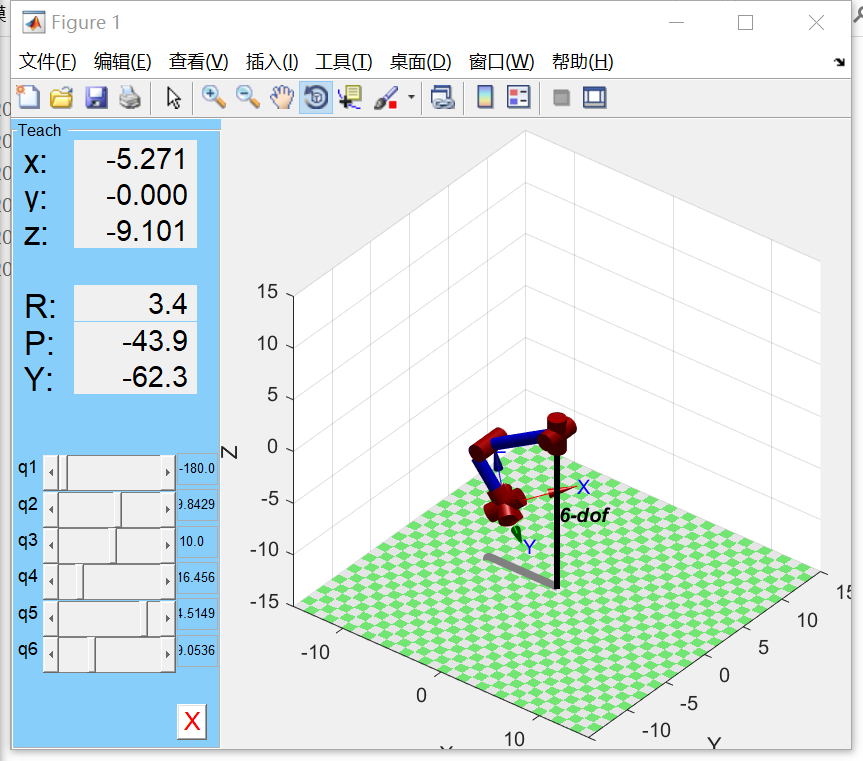 Figure 1
文件(F) 编辑(E) 查看(V) 插入(I) 工具(T) 桌面(D) 窗口(W) 帮助(H)
Teach
x: -5.271
y: -0.000
z: -9.101
R: 3.4
P: -43.9
Y: -62.3
q1 -180.0
q2 9.8429
q3 10.0
q4 16.456
q5 4.5149
q6 9.0536
X
15
10
5
0
-5
-10
-15
Z
X
Y
6-dof
-10
0
10
-10
-5
0
5
10
15
Y